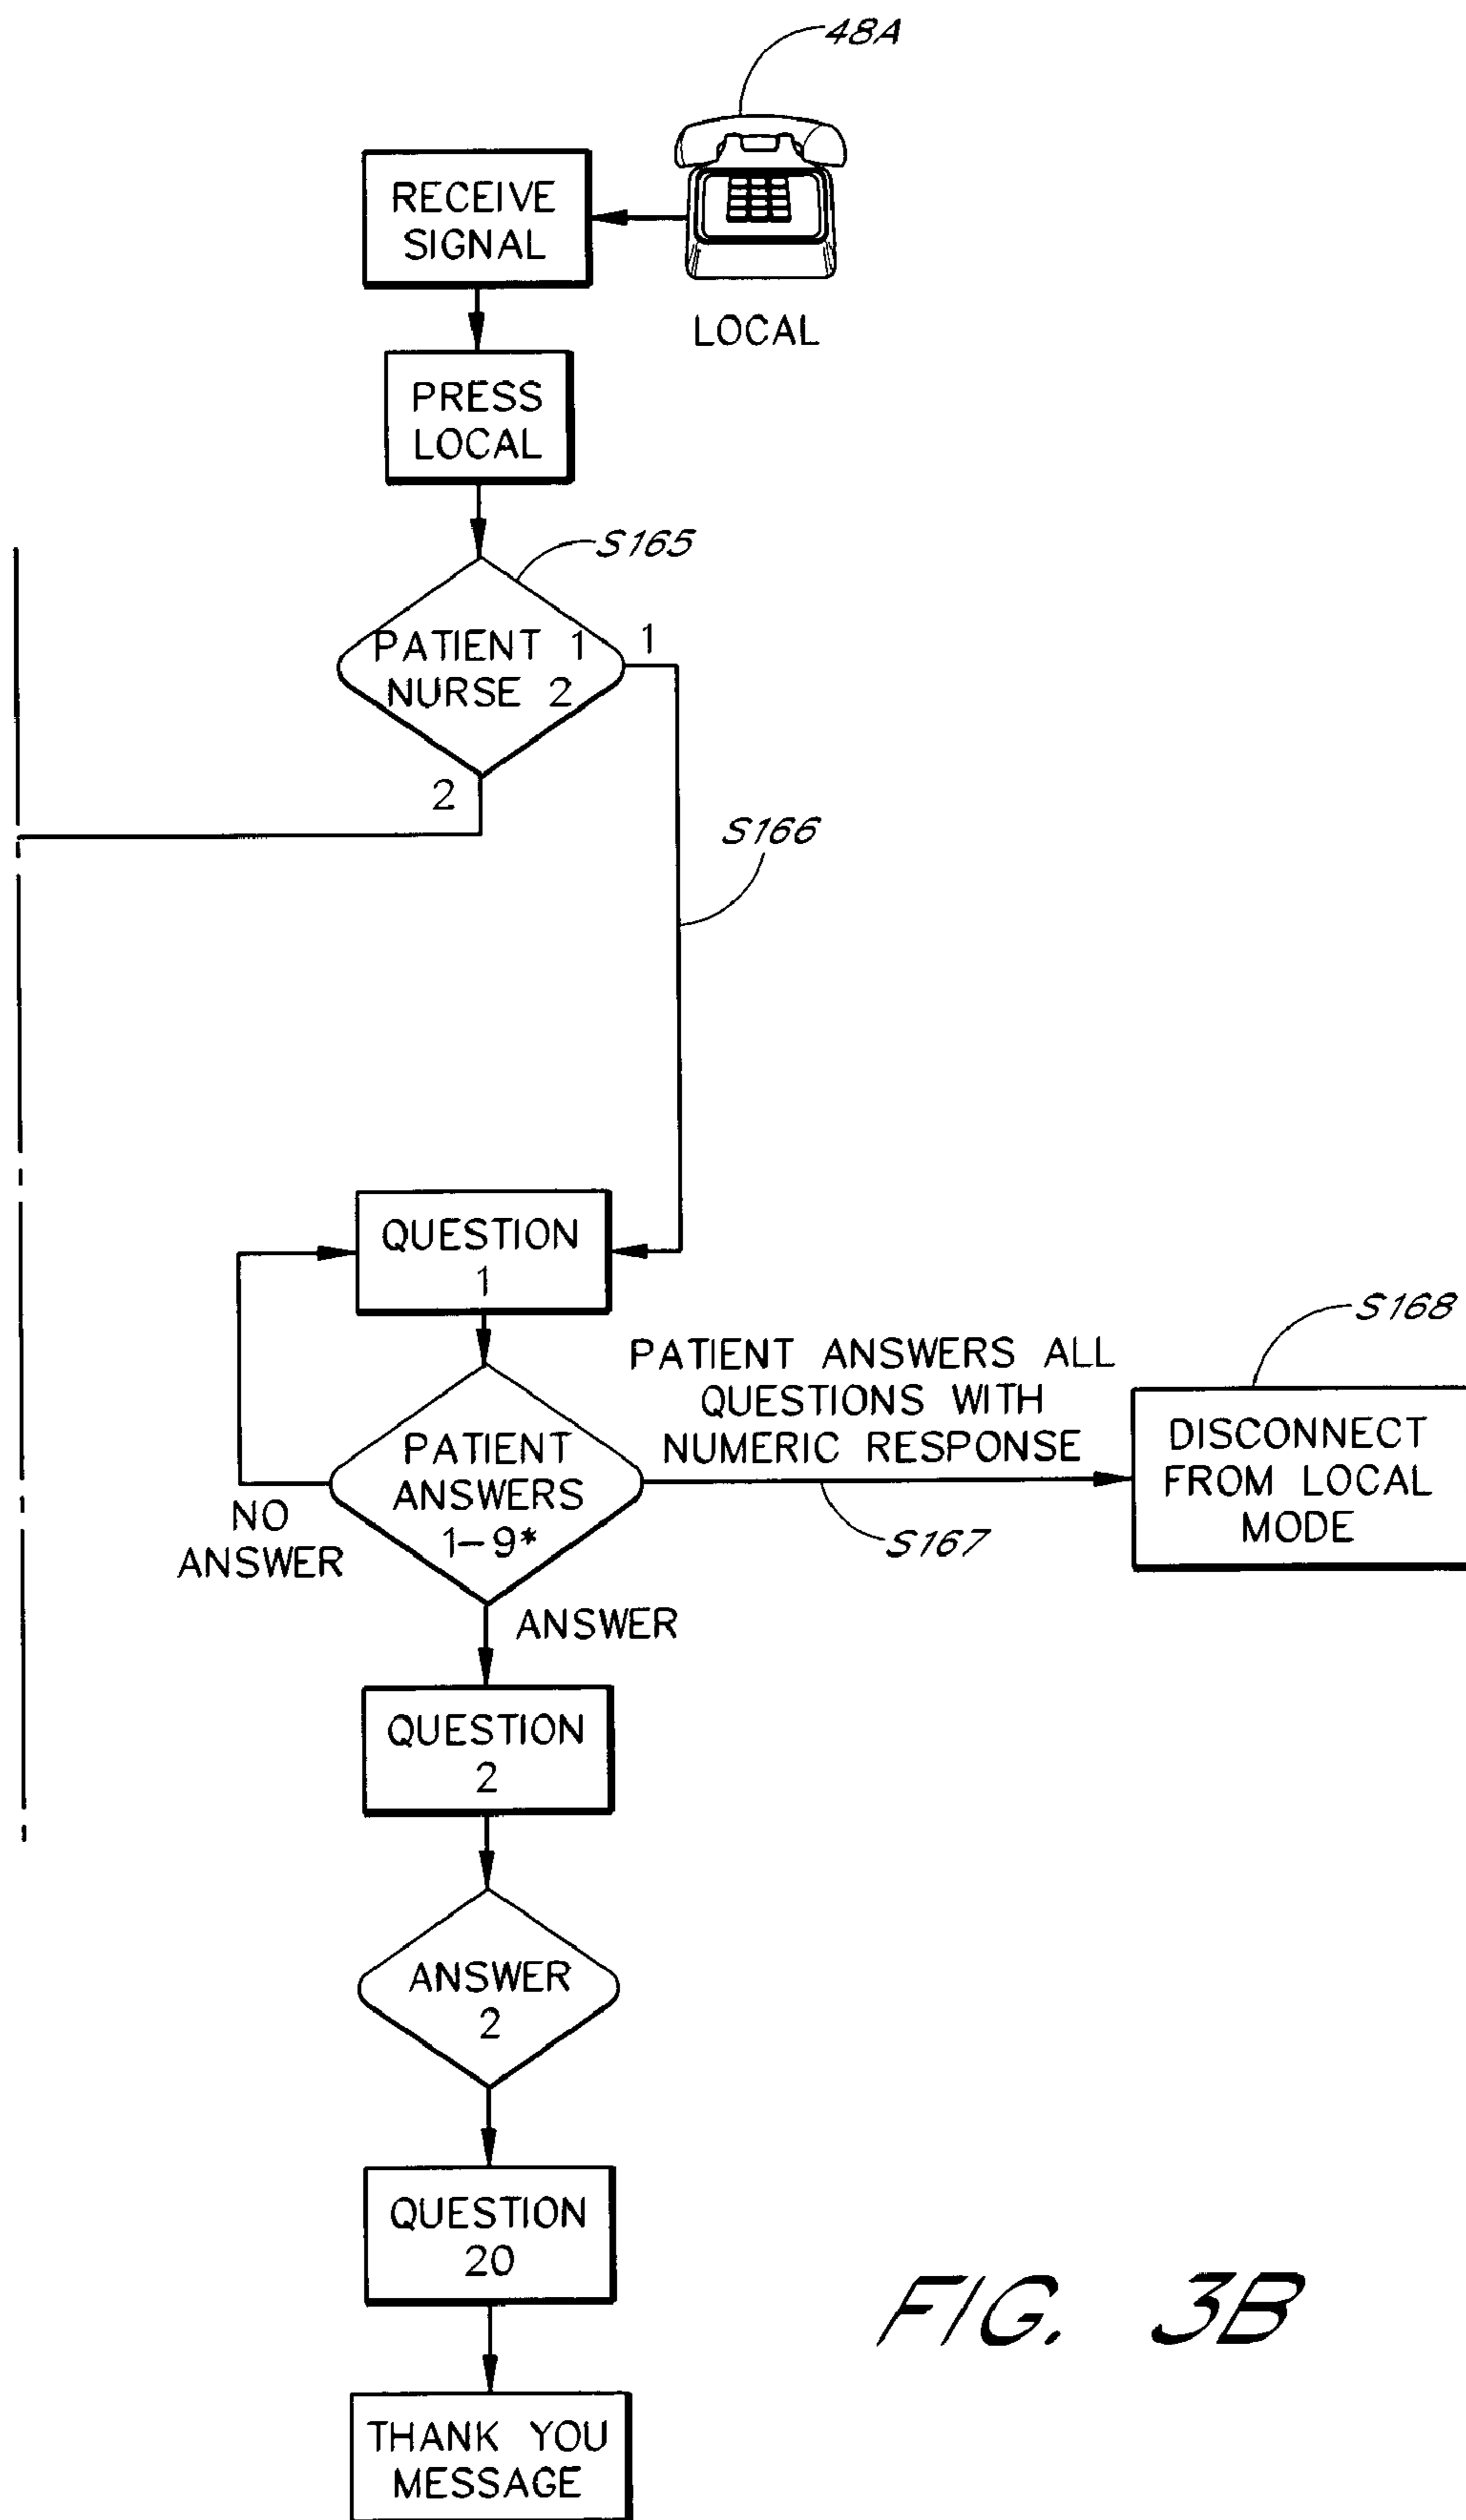 48A
RECEIVE
SIGNAL
LOCAL
PRESS
LOCAL
S165
PATIENT 1
NURSE 2
1
2
S166
QUESTION
1
S168
PATIENT ANSWERS ALL
QUESTIONS WITH
NUMERIC RESPONSE
DISCONNECT
FROM LOCAL
MODE
PATIENT
ANSWERS
1-9*
NO
ANSWER
S167
ANSWER
QUESTION
2
ANSWER
2
QUESTION
20
FIG. 3B
THANK YOU
MESSAGE